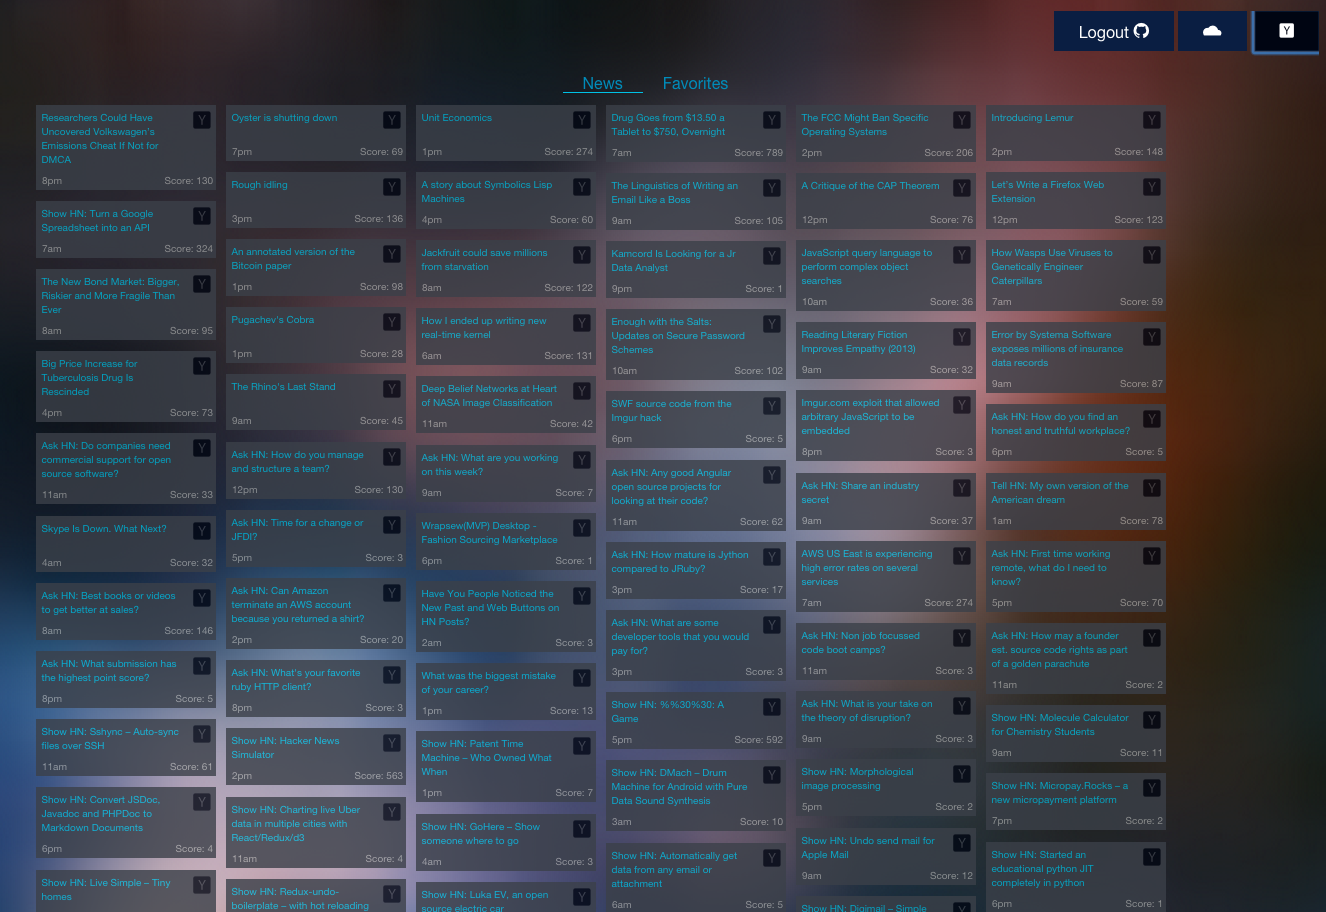 Logout
Y
News Favorites
Researchers Could Have
Uncovered Volkswagen's
Emissions Cheat If Not for
DMCA
Y
8pm Score: 130
Show HN: Turn a Google
Spreadsheet into an API
Y
7am Score: 324
The New Bond Market: Bigger,
Riskier and More Fragile Than
Ever
Y
8am Score: 95
Big Price Increase for
Tuberculosis Drug Is
Rescinded
Y
4pm Score: 73
Ask HN: Do companies need
commercial support for open
source software?
Y
11am Score: 33
Skype Is Down. What Next?
Y
4am Score: 32
Ask HN: Best books or videos
to get better at sales?
Y
8am Score: 146
Ask HN: What submission has
the highest point score?
Y
8pm Score: 5
Show HN: Sshync – Auto-sync
files over SSH
Y
11am Score: 61
Show HN: Convert JSDoc,
Javadoc and PHPDoc to
Markdown Documents
Y
6pm Score: 4
Show HN: Live Simple – Tiny
homes
Y
Oyster is shutting down
Y
7pm Score: 69
Rough idling
Y
3pm Score: 136
An annotated version of the
Bitcoin paper
Y
1pm Score: 98
Pugachev's Cobra
Y
1pm Score: 28
The Rhino's Last Stand
Y
9am Score: 45
Ask HN: How do you manage
and structure a team?
Y
12pm Score: 130
Ask HN: Time for a change or
JFDI?
Y
5pm Score: 3
Ask HN: Can Amazon
terminate an AWS account
because you returned a shirt?
Y
2pm Score: 20
Ask HN: What's your favorite
ruby HTTP client?
Y
8pm Score: 3
Show HN: Hacker News
Simulator
Y
2pm Score: 563
Show HN: Charting live Uber
data in multiple cities with
React/Redux/d3
Y
11am Score: 4
Show HN: Redux-undo-
boilerplate – with hot reloading
Y
Unit Economics
Y
1pm Score: 274
A story about Symbolics Lisp
Machines
Y
4pm Score: 60
Jackfruit could save millions
from starvation
Y
8am Score: 122
How I ended up writing new
real-time kernel
Y
6am Score: 131
Deep Belief Networks at Heart
of NASA Image Classification
Y
11am Score: 42
Ask HN: What are you working
on this week?
Y
9am Score: 7
Wrapsew(MVP) Desktop -
Fashion Sourcing Marketplace
Y
6pm Score: 1
Have You People Noticed the
New Past and Web Buttons on
HN Posts?
Y
2am Score: 3
What was the biggest mistake
of your career?
Y
1pm Score: 13
Show HN: Patent Time
Machine – Who Owned What
When
Y
1pm Score: 7
Show HN: GoHere – Show
someone where to go
Y
4am Score: 3
Show HN: Luka EV, an open
source electric car
Y
Drug Goes from $13.50 a
Tablet to $750, Overnight
Y
7am Score: 789
The Linguistics of Writing an
Email Like a Boss
Y
9am Score: 105
Kamcord Is Looking for a Jr
Data Analyst
Y
9pm Score: 1
Enough with the Salts:
Updates on Secure Password
Schemes
Y
10am Score: 102
SWF source code from the
Imgur hack
Y
6pm Score: 5
Ask HN: Any good Angular
open source projects for
looking at their code?
Y
11am Score: 62
Ask HN: How mature is Jython
compared to JRuby?
Y
3pm Score: 17
Ask HN: What are some
developer tools that you would
pay for?
Y
3pm Score: 3
Show HN: %%30%30: A
Game
Y
5pm Score: 592
Show HN: DMach – Drum
Machine for Android with Pure
Data Sound Synthesis
Y
3am Score: 10
Show HN: Automatically get
data from any email or
attachment
Y
6am Score: 5
The FCC Might Ban Specific
Operating Systems
Y
2pm Score: 206
A Critique of the CAP Theorem
Y
12pm Score: 76
JavaScript query language to
perform complex object
searches
Y
10am Score: 36
Reading Literary Fiction
Improves Empathy (2013)
Y
9am Score: 32
Imgur.com exploit that allowed
arbitrary JavaScript to be
embedded
Y
8pm Score: 3
Ask HN: Share an industry
secret
Y
9am Score: 37
AWS US East is experiencing
high error rates on several
services
Y
7am Score: 274
Ask HN: Non job focussed
code boot camps?
Y
11am Score: 3
Ask HN: What is your take on
the theory of disruption?
Y
9am Score: 3
Show HN: Morphological
image processing
Y
5pm Score: 2
Show HN: Undo send mail for
Apple Mail
Y
9am Score: 12
Show HN: Digimail – Simple
Y
Introducing Lemur
Y
2pm Score: 148
Let's Write a Firefox Web
Extension
Y
12pm Score: 123
How Wasps Use Viruses to
Genetically Engineer
Caterpillars
Y
7am Score: 59
Error by Systema Software
exposes millions of insurance
data records
Y
9am Score: 87
Ask HN: How do you find an
honest and truthful workplace?
Y
6pm Score: 5
Tell HN: My own version of the
American dream
Y
1am Score: 78
Ask HN: First time working
remote, what do I need to
know?
Y
5pm Score: 70
Ask HN: How may a founder
est. source code rights as part
of a golden parachute
Y
11am Score: 2
Show HN: Molecule Calculator
for Chemistry Students
Y
9am Score: 11
Show HN: Micropay.Rocks – a
new micropayment platform
Y
7pm Score: 2
Show HN: Started an
educational python JIT
completely in python
Y
6pm Score: 1